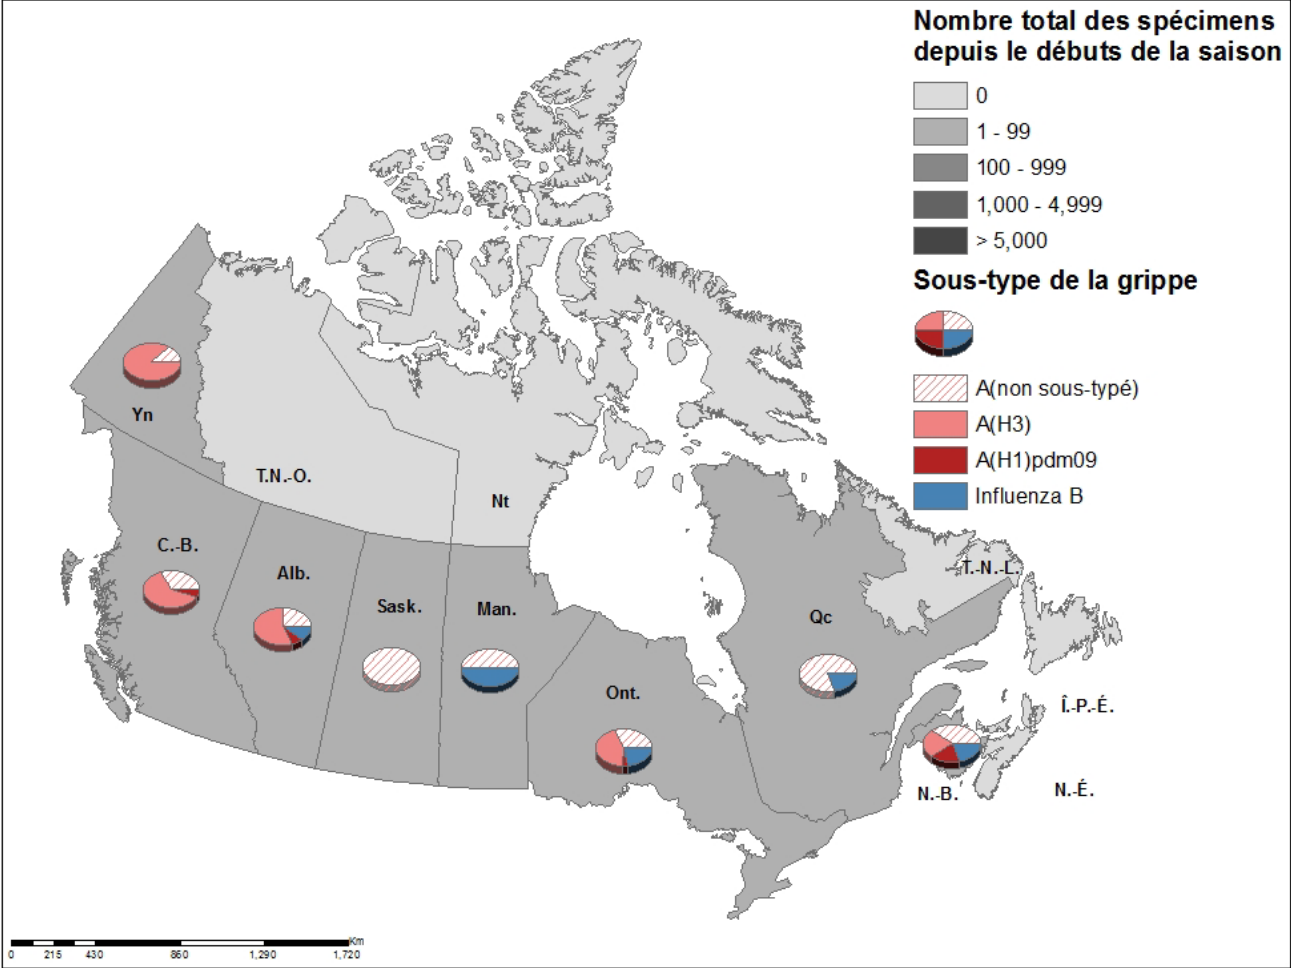 Nombre total des spécimens
depuis le débuts de la saison
0
1 - 99
100 - 999
1,000 - 4,999
> 5,000
Sous-type de la grippe
A(non sous-typé)
A(H3)
A(H1)pdm09
Influenza B
Yn
T.N.-O.
Nt
C.-B.
Alb.
Sask.
Man.
Ont.
Qc
T.-N.-L.
Î.-P.-É.
N.-B.
N.-É.
Km
0 215 430 860 1,290 1,720